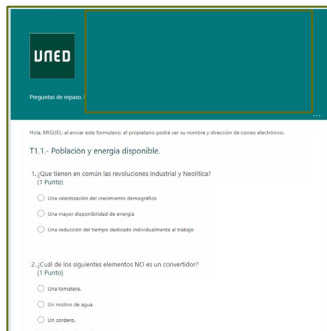 UNED
Preguntas de repaso.
Hola, MIGUEL: al enviar este formulario, el propietario podrá ver su nombre y dirección de correo electrónico.
T1.1.- Población y energía disponible.
1. ¿Que tienen en común las revoluciones Industrial y Neolítica?
(1 Punto)
Una ralentización del crecimiento demográfico
Una mayor disponibilidad de energía
Una reducción del tiempo dedicado individualmente al trabajo
2. ¿Cuál de los siguientes elementos NO es un convertidor?
(1 Punto)
Una tomatera.
Un molino de agua.
Un cordero.